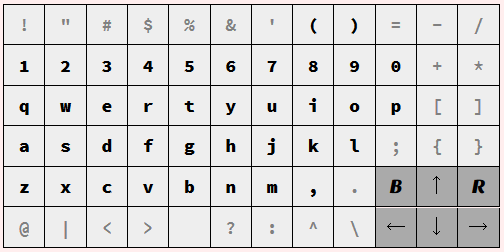 ! " # $ % & ' ( ) = - /
1 2 3 4 5 6 7 8 9 0 + *
q w e r t y u i o p [ ]
a s d f g h j k l ; { }
z x c v b n m , . B ↑ R
@ | < > ? : ^ \ ← ↓ →